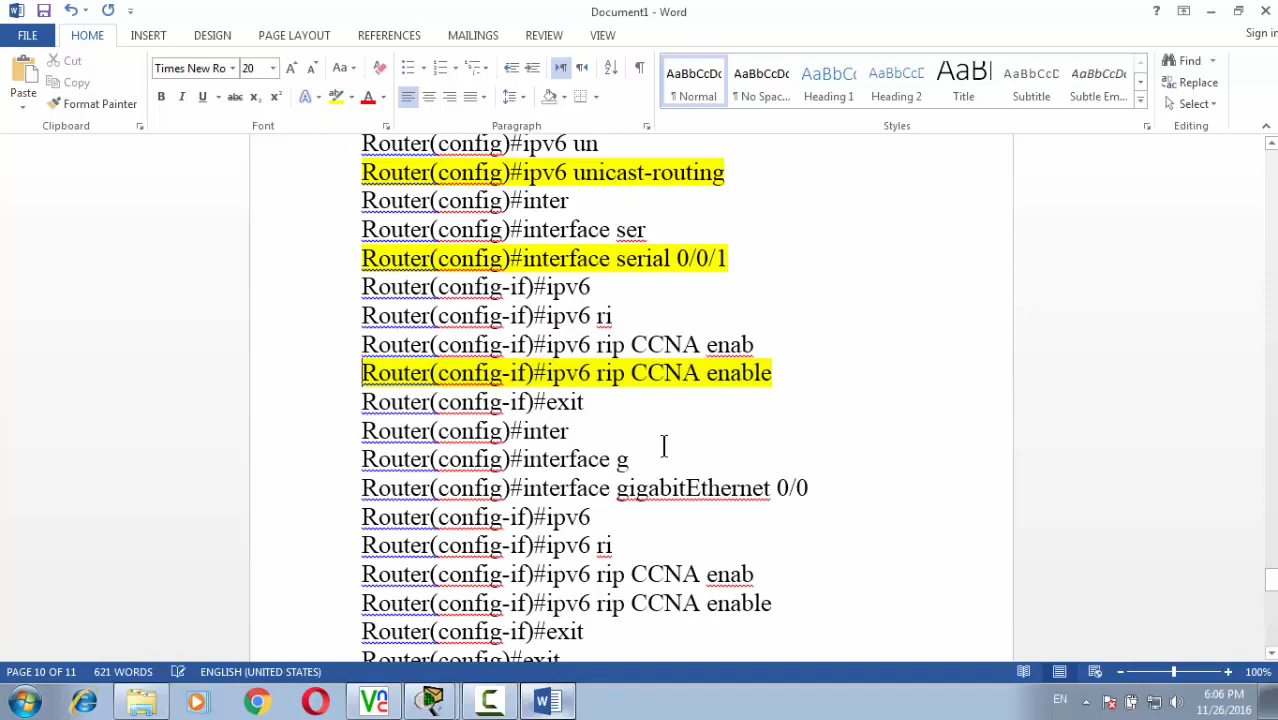 Document1 - Word
FILE HOME INSERT DESIGN PAGE LAYOUT REFERENCES MAILINGS REVIEW VIEW Sign in
Paste
Cut
Copy
Format Painter
Clipboard
Times New Ro 20
Font
Paragraph
AaBbCcDc
¶ Normal
AaBbCcDc
¶ No Spac...
AaBbC
Heading 1
AaBbCcD
Heading 2
AaBl
Title
AaBbCcD
Subtitle
AaBbCcDc
Subtle Em...
Styles
Find
Replace
Select
Editing
Router(config)#ipv6 un
Router(config)#ipv6 unicast-routing
Router(config)#inter
Router(config)#interface ser
Router(config)#interface serial 0/0/1
Router(config-if)#ipv6
Router(config-if)#ipv6 ri
Router(config-if)#ipv6 rip CCNA enab
Router(config-if)#ipv6 rip CCNA enable
Router(config-if)#exit
Router(config)#inter
Router(config)#interface g
Router(config)#interface gigabitEthernet 0/0
Router(config-if)#ipv6
Router(config-if)#ipv6 ri
Router(config-if)#ipv6 rip CCNA enab
Router(config-if)#ipv6 rip CCNA enable
Router(config-if)#exit
Router(config)#exit
PAGE 10 OF 11 621 WORDS ENGLISH (UNITED STATES) 100%
EN
6:06 PM
11/26/2016